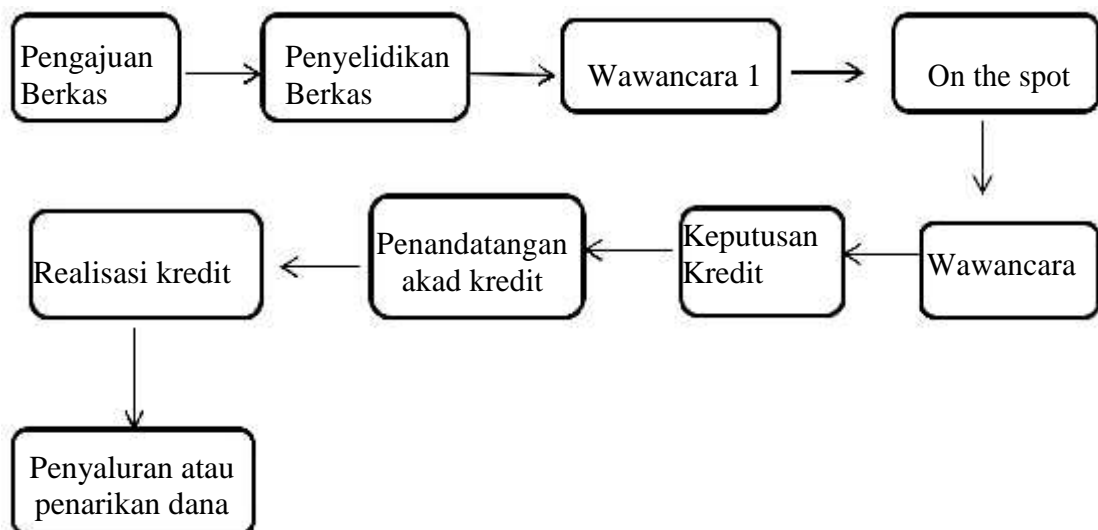 Pengajuan
Berkas
Penyelidikan
Berkas
Wawancara 1
On the spot
Wawancara
Keputusan
Kredit
Penandatangan
akad kredit
Realisasi kredit
Penyaluran atau
penarikan dana